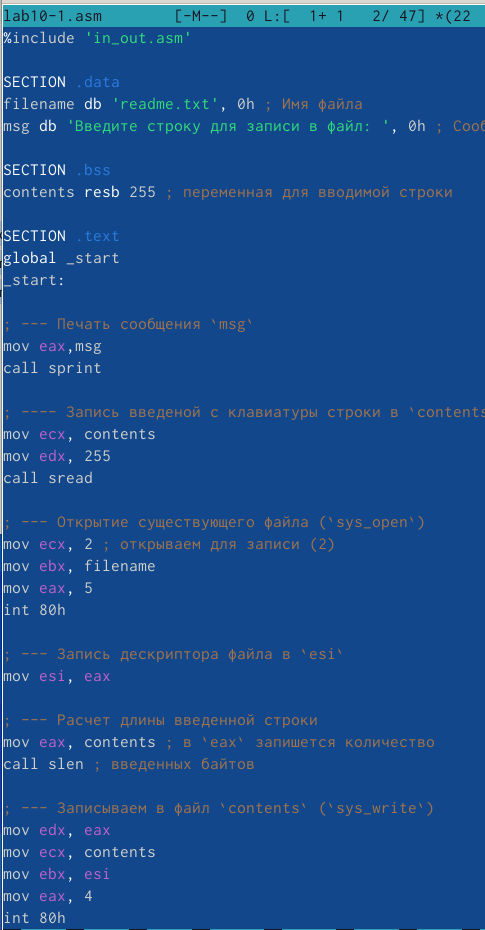 lab10-1.asm [-M--] 0 L:[ 1+ 1 2/ 47] *(22
%include 'in_out.asm'
SECTION .data
filename db 'readme.txt', 0h ; Имя файла
msg db 'Введите строку для записи в файл: ', 0h ; Сооб
SECTION .bss
contents resb 255 ; переменная для вводимой строки
SECTION .text
global _start
_start:
; --- Печать сообщения `msg`
mov eax,msg
call sprint
; ---- Запись введеной с клавиатуры строки в `contents
mov ecx, contents
mov edx, 255
call sread
; --- Открытие существующего файла (`sys_open`)
mov ecx, 2 ; открываем для записи (2)
mov ebx, filename
mov eax, 5
int 80h
; --- Запись дескриптора файла в `esi`
mov esi, eax
; --- Расчет длины введенной строки
mov eax, contents ; в `eax` запишется количество
call slen ; введенных байтов
; --- Записываем в файл `contents` (`sys_write`)
mov edx, eax
mov ecx, contents
mov ebx, esi
mov eax, 4
int 80h